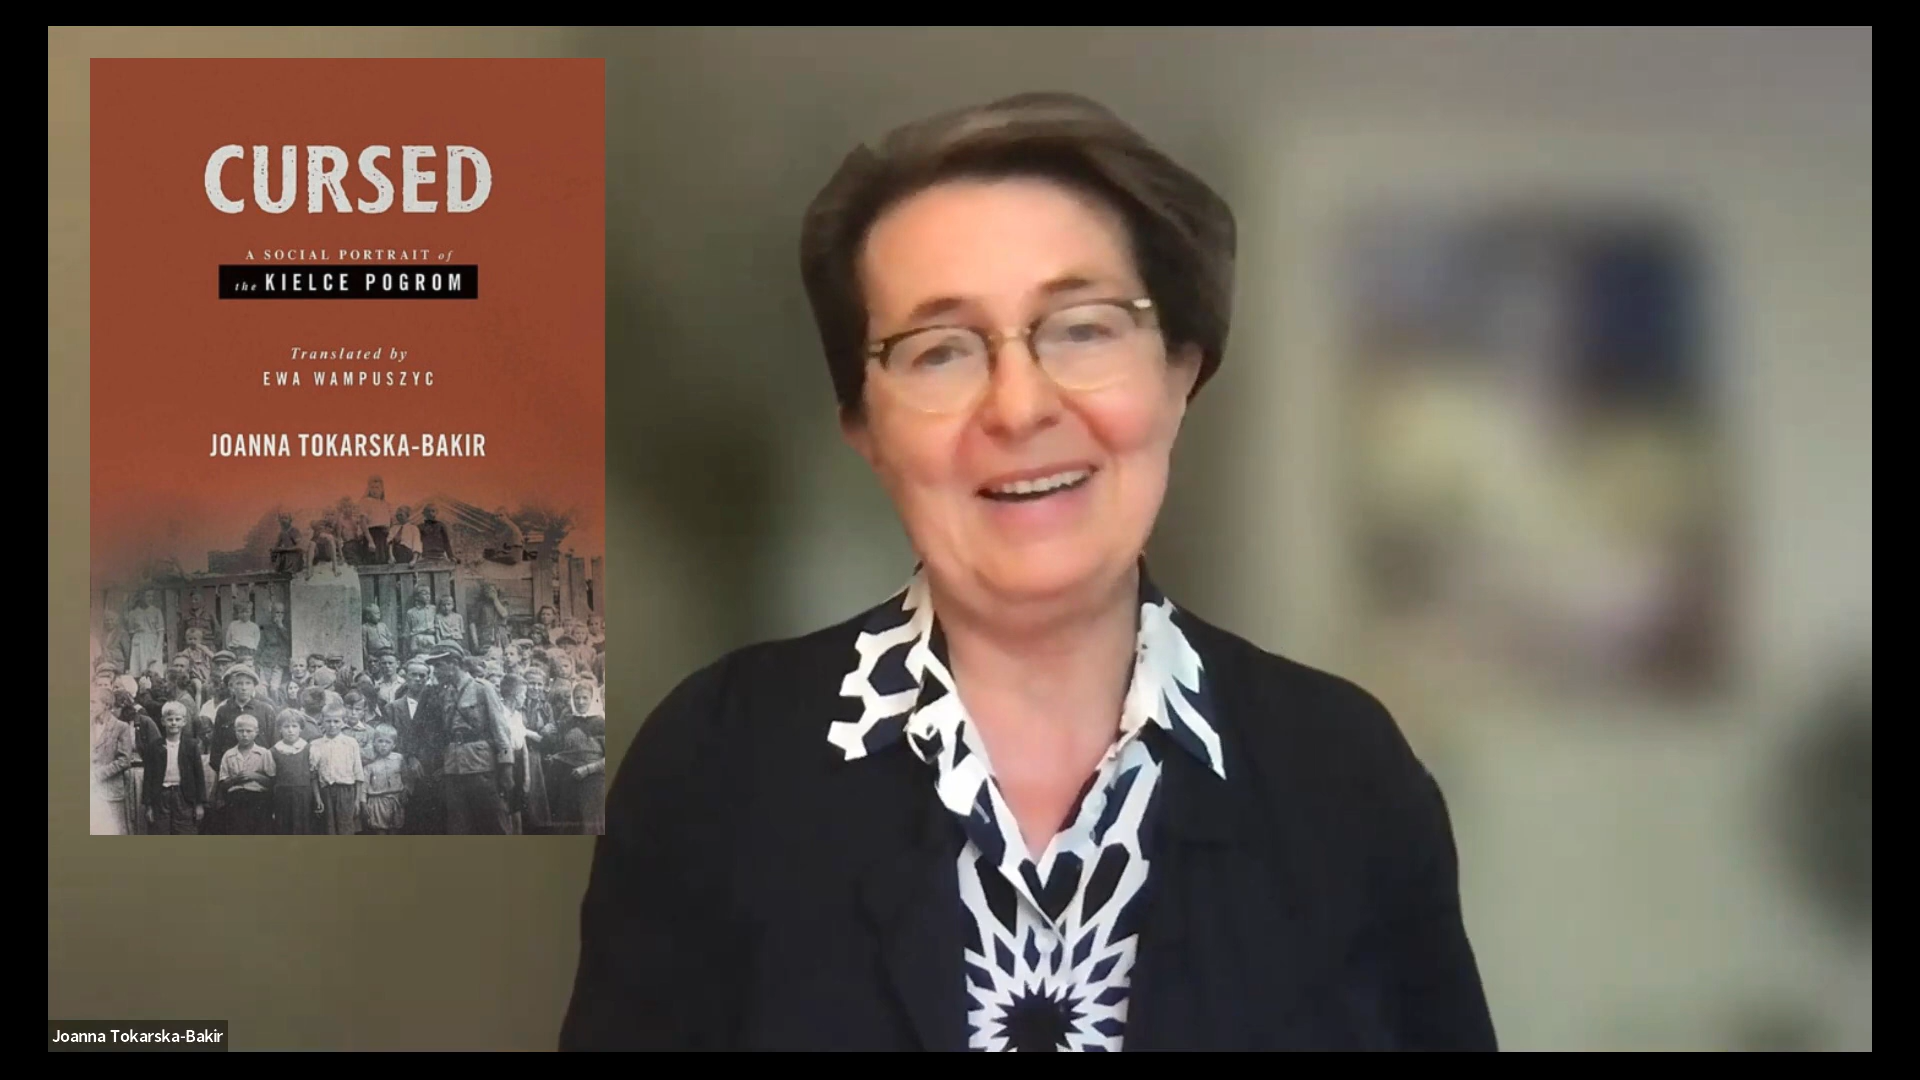 CURSED
A SOCIAL PORTRAIT of
the KIELCE POGROM
Translated by
EWA WAMPUSZYC
JOANNA TOKARSKA-BAKIR
Joanna Tokarska-Bakir